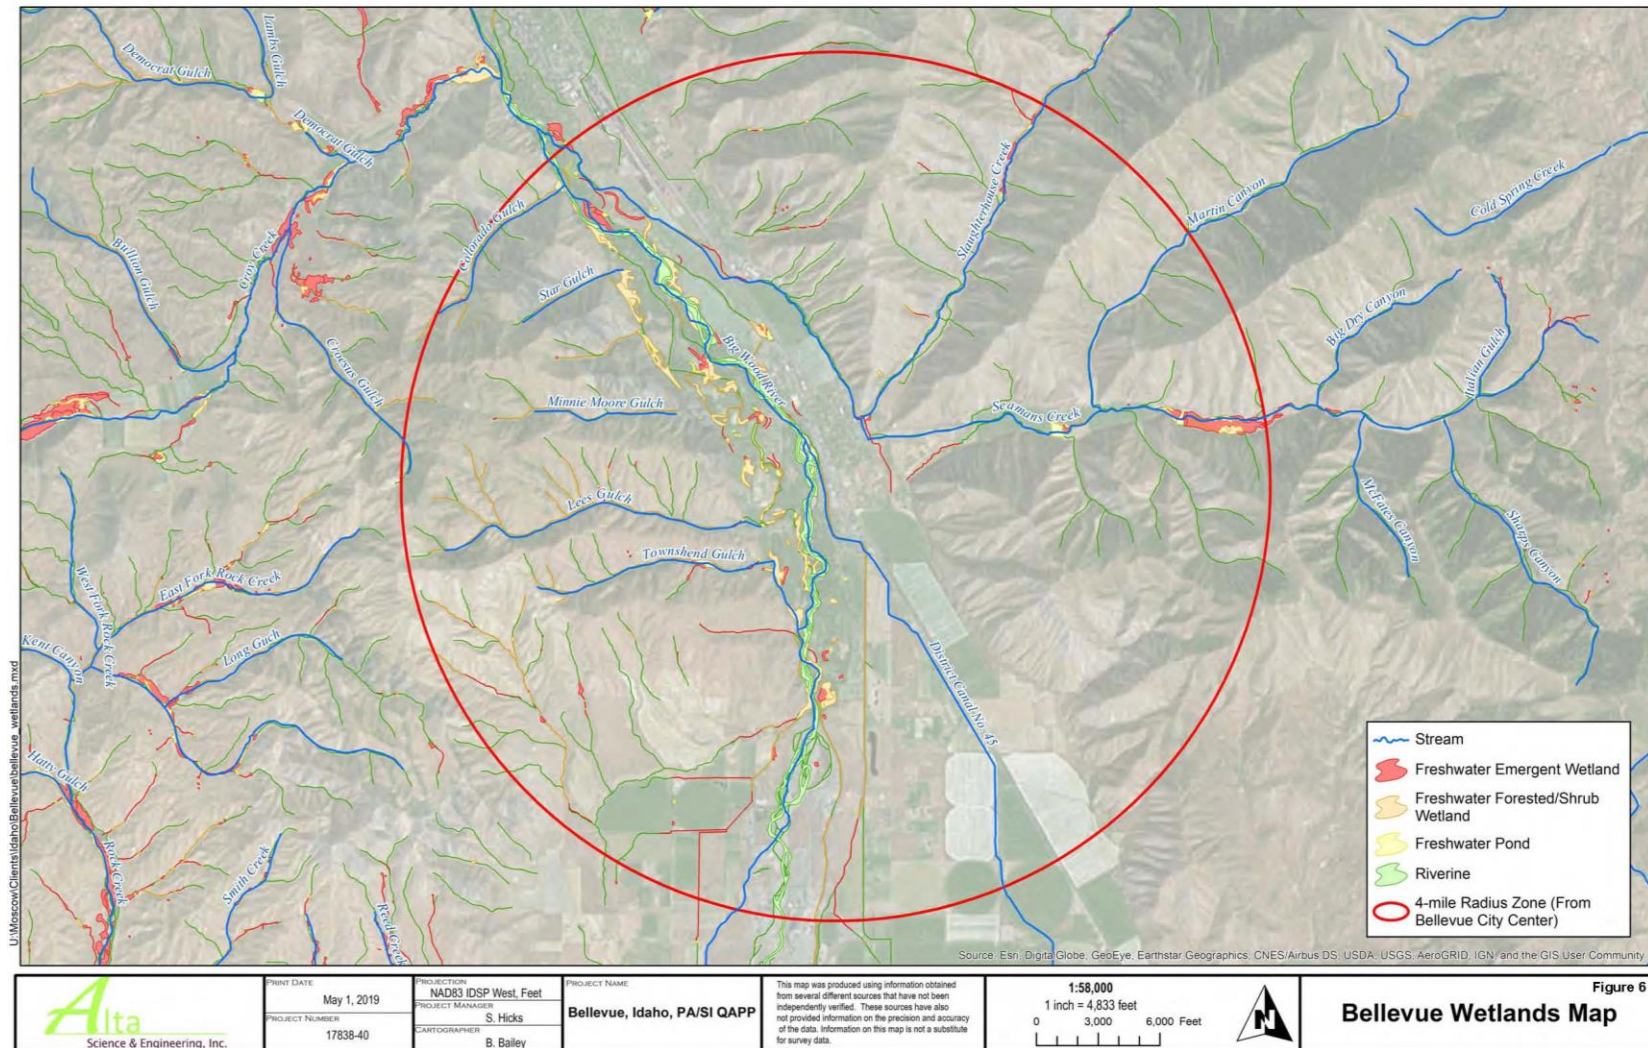 Lambs Gulch
Democrat Gulch
Democrat Gulch
Bullion Gulch
Croy Creek
Colorado Gulch
Star Gulch
Croesus Gulch
Minnie Moore Gulch
Big Wood River
Slaughterhouse Creek
Martin Canyon
Cold Spring Creek
Big Dry Canyon
Italian Gulch
Seamans Creek
McFates Canyon
Sharps Canyon
Lees Gulch
Townshend Gulch
West Fork Rock Creek
East Fork Rock Creek
Kent Canyon
Long Guch
Hatty Gulch
Rock Creek
Smith Creek
Reed Creek
District Canal No. 45
U:\Moscow\Clients\Idaho\Bellevue\bellevue_wetlands.mxd
Stream
Freshwater Emergent Wetland
Freshwater Forested/Shrub
Wetland
Freshwater Pond
Riverine
4-mile Radius Zone (From
Bellevue City Center)
Source: Esri, Digital Globe, GeoEye, Earthstar Geographics, CNES/Airbus DS, USDA, USGS, AeroGRID, IGN, and the GIS User Community
Alta
Science & Engineering, Inc.
PRINT DATE
May 1, 2019
PROJECT NUMBER
17838-40
PROJECTION
NAD83 IDSP West, Feet
PROJECT MANAGER
S. Hicks
CARTOGRAPHER
B. Bailey
PROJECT NAME
Bellevue, Idaho, PA/SI QAPP
This map was produced using information obtained
from several different sources that have not been
independently verified. These sources have also
not provided information on the precision and accuracy
of the data. Information on this map is not a substitute
for survey data.
1:58,000
1 inch = 4,833 feet
0 3,000 6,000 Feet
N
Figure 6
Bellevue Wetlands Map